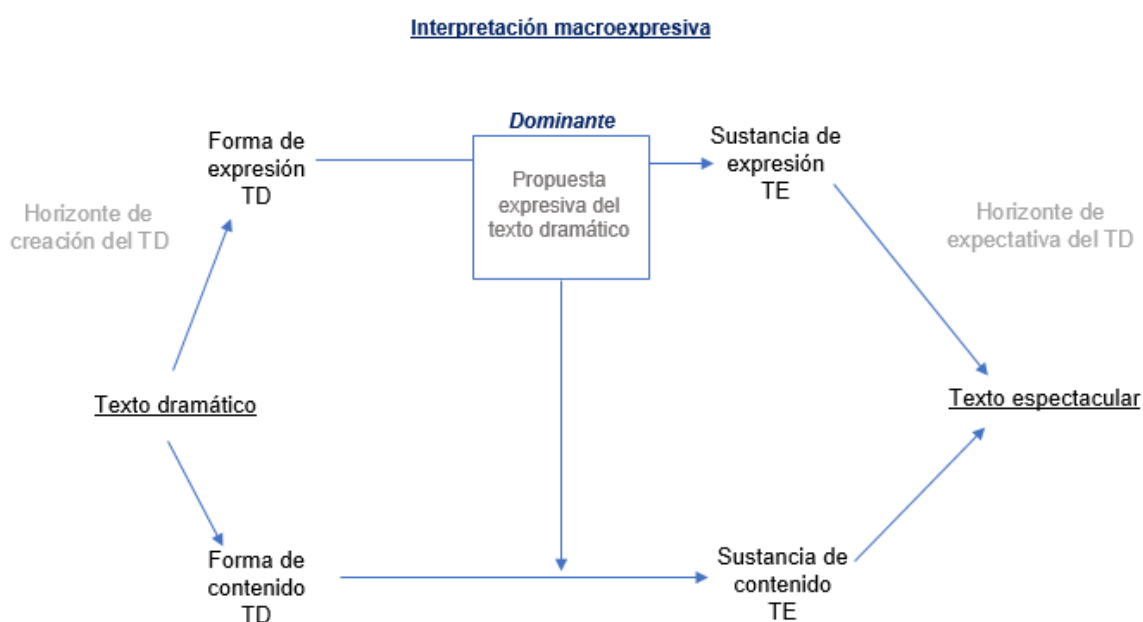 Interpretación macroexpresiva
Dominante
Forma de
expresión
TD
Propuesta
expresiva del
texto dramático
Sustancia de
expresión
TE
Horizonte de
creación del TD
Horizonte de
expectativa del TD
Texto dramático
Texto espectacular
Forma de
contenido
TD
Sustancia de
contenido
TE